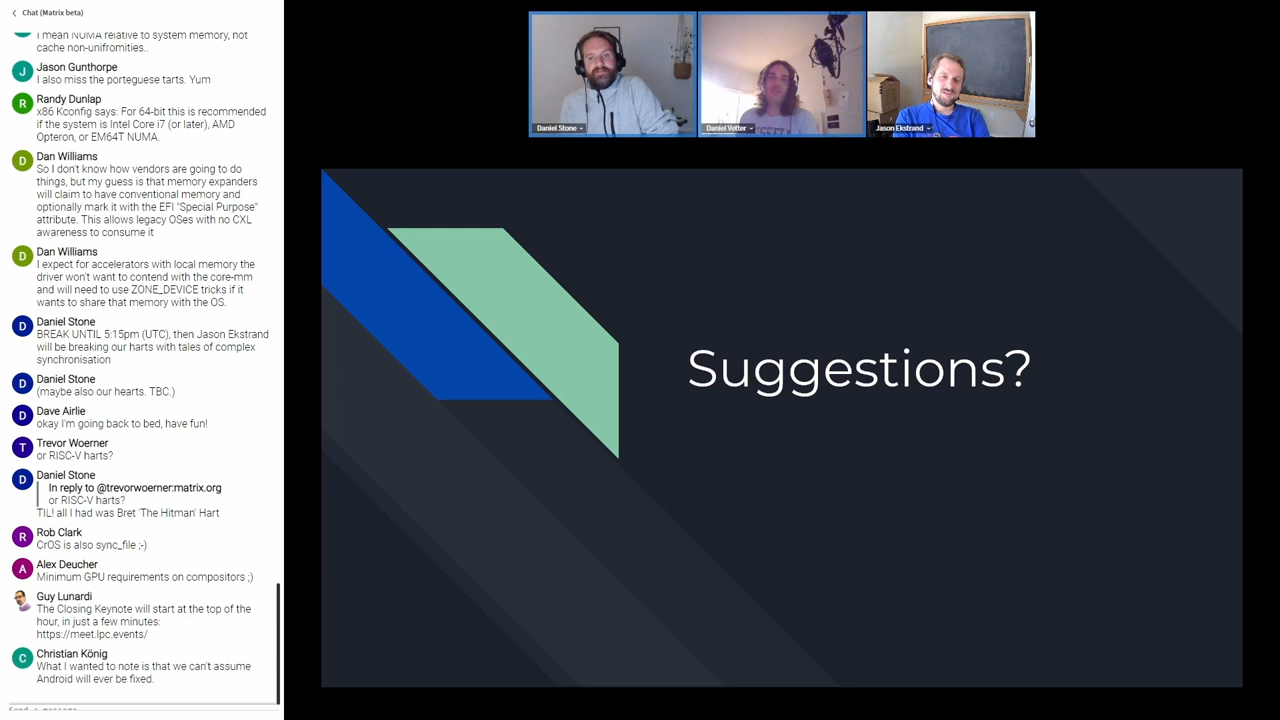 Chat (Matrix beta)
I mean NUMA relative to system memory, not
cache non-unifromities..
J
Jason Gunthorpe
I also miss the porteguese tarts. Yum
R
Randy Dunlap
x86 Kconfig says: For 64-bit this is recommended
if the system is Intel Core i7 (or later), AMD
Opteron, or EM64T NUMA.
D
Dan Williams
So I don't know how vendors are going to do
things, but my guess is that memory expanders
will claim to have conventional memory and
optionally mark it with the EFI "Special Purpose"
attribute. This allows legacy OSes with no CXL
awareness to consume it
D
Dan Williams
I expect for accelerators with local memory the
driver won't want to contend with the core-mm
and will need to use ZONE_DEVICE tricks if it
wants to share that memory with the OS.
D
Daniel Stone
BREAK UNTIL 5:15pm (UTC), then Jason Ekstrand
will be breaking our harts with tales of complex
synchronisation
D
Daniel Stone
(maybe also our hearts. TBC.)
D
Dave Airlie
okay I'm going back to bed, have fun!
T
Trevor Woerner
or RISC-V harts?
D
Daniel Stone
In reply to @trevorwoerner:matrix.org
or RISC-V harts?
TIL! all I had was Bret 'The Hitman' Hart
R
Rob Clark
CrOS is also sync_file ;-)
A
Alex Deucher
Minimum GPU requirements on compositors ;)
Guy Lunardi
The Closing Keynote will start at the top of the
hour, in just a few minutes:
https://meet.lpc.events/
C
Christian König
What I wanted to note is that we can't assume
Android will ever be fixed.
Send a message
Daniel Stone
Daniel Vetter
Jason Ekstrand
Suggestions?